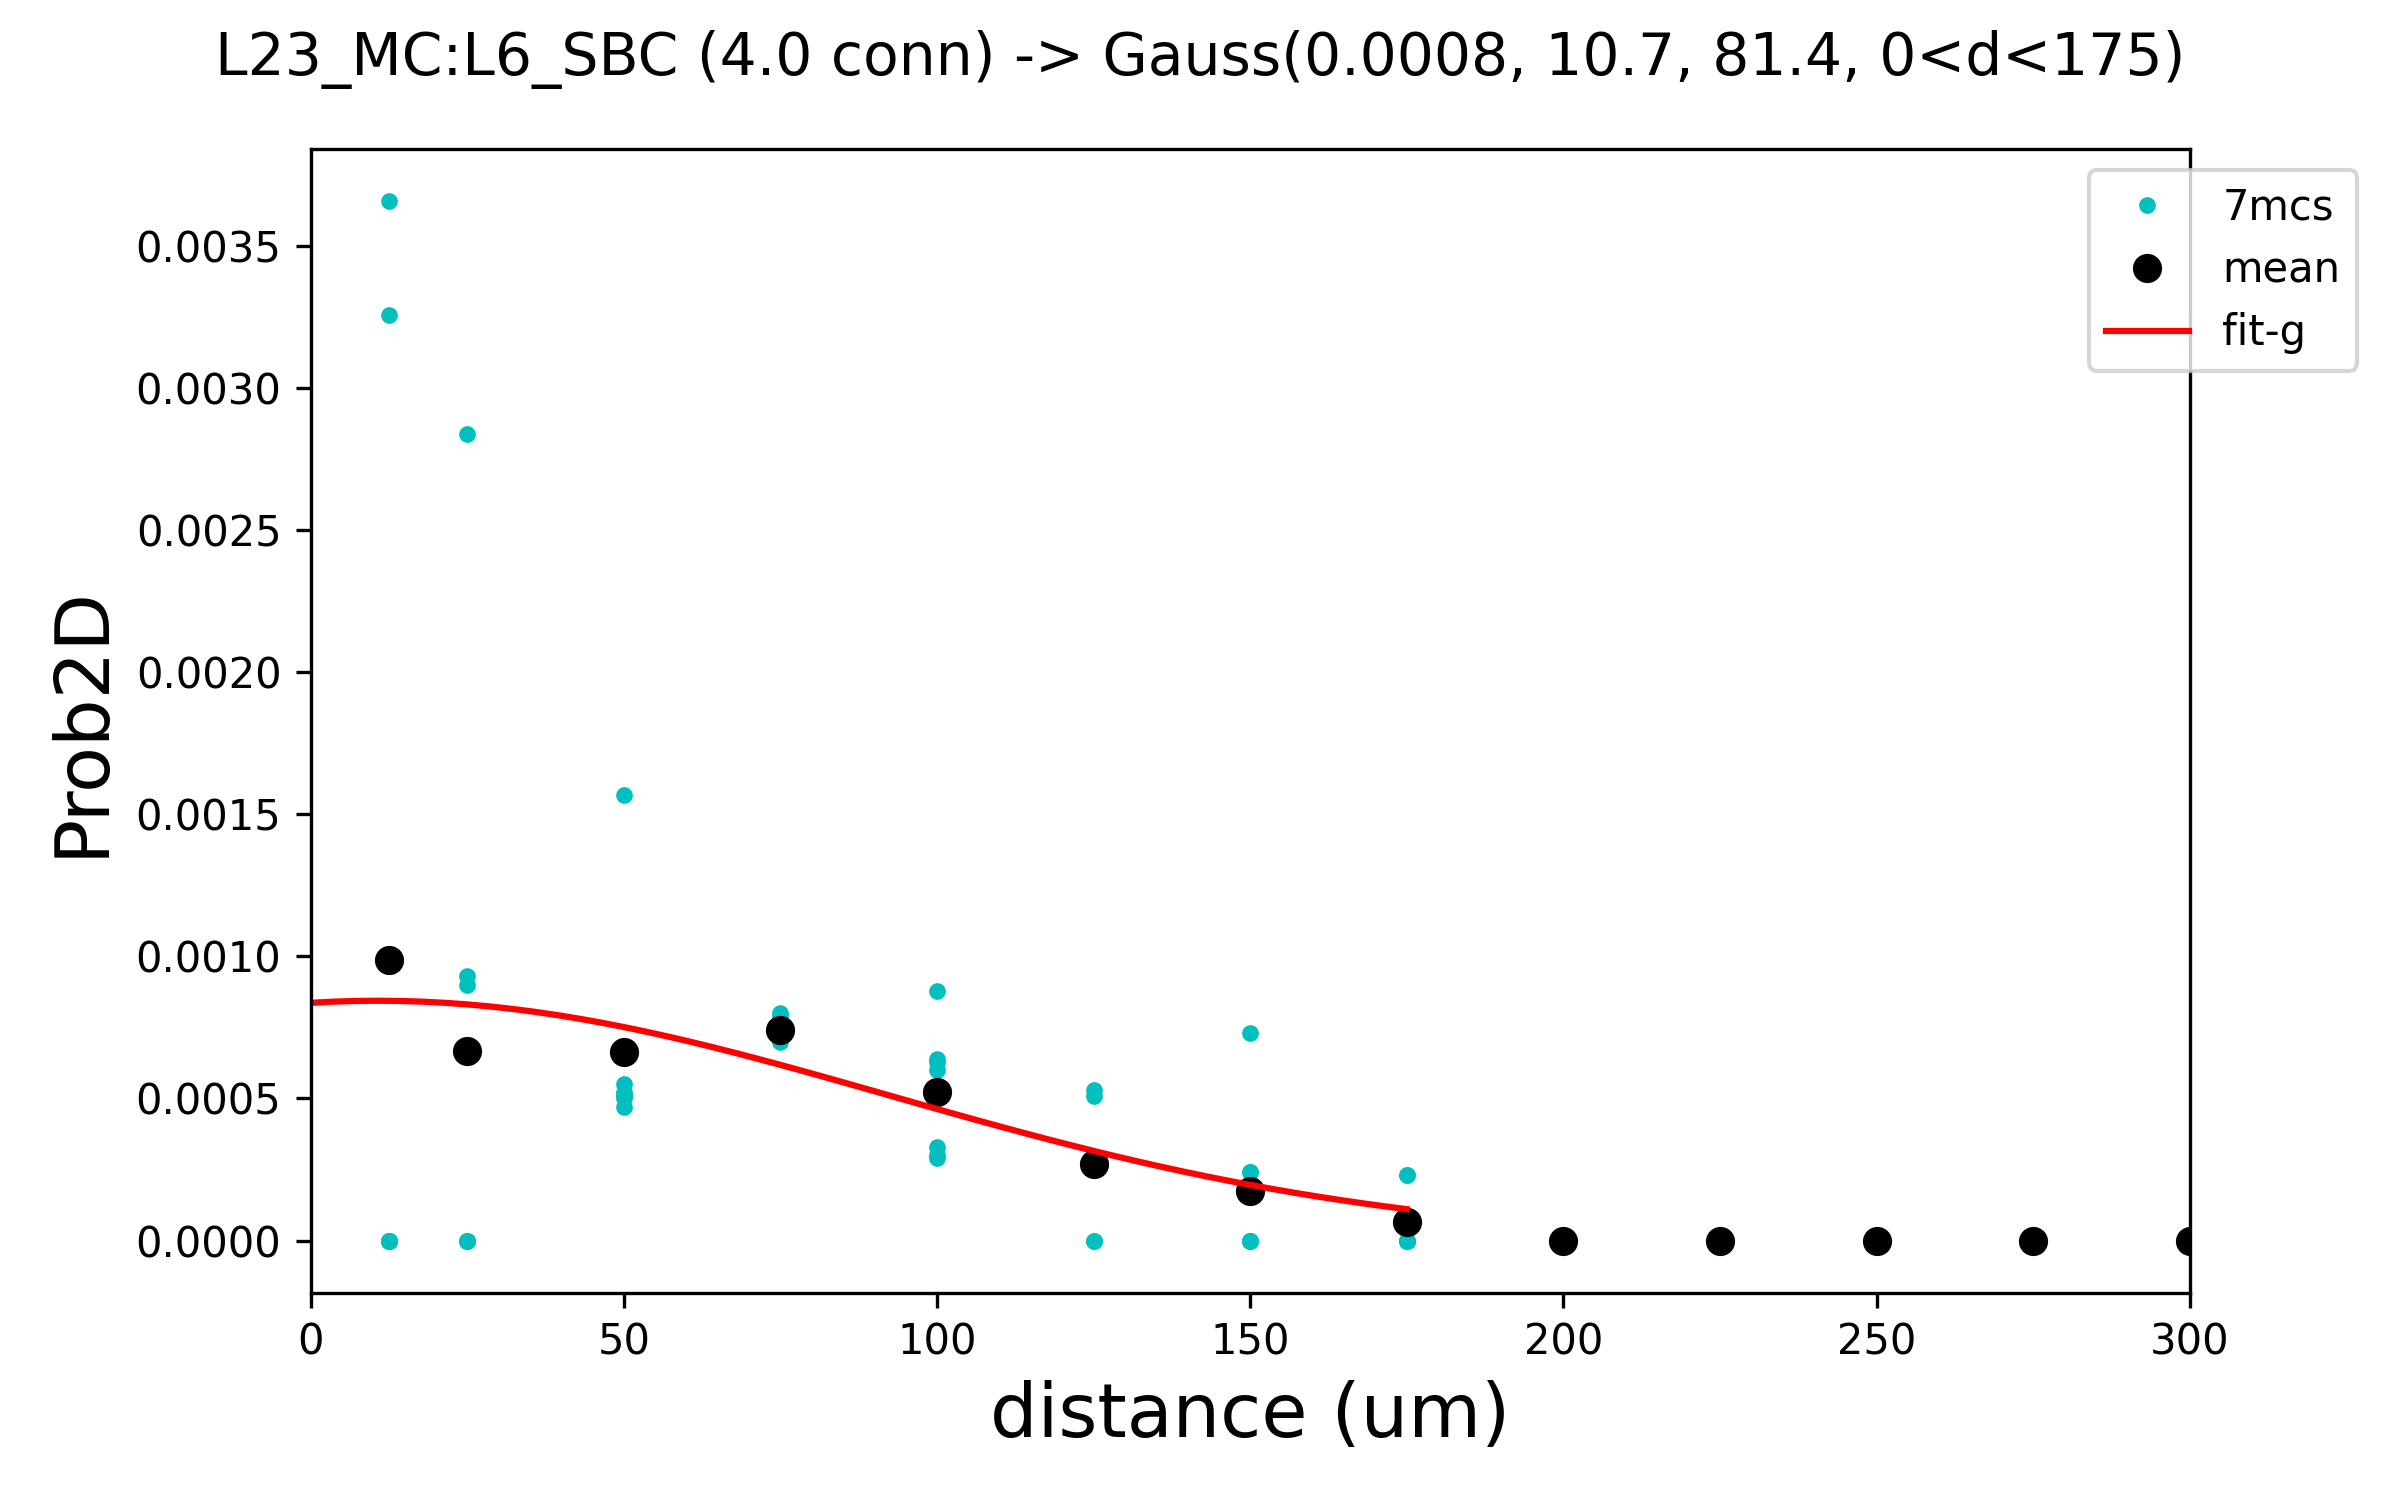 L23_MC:L6_SBC (4.0 conn) -> Gauss(0.0008, 10.7, 81.4, 0<d<175)
7mcs
mean
fit-g
0.0035
0.0030
0.0025
0.0020
0.0015
0.0010
0.0005
0.0000
Prob2D
0 50 100 150 200 250 300
distance (um)